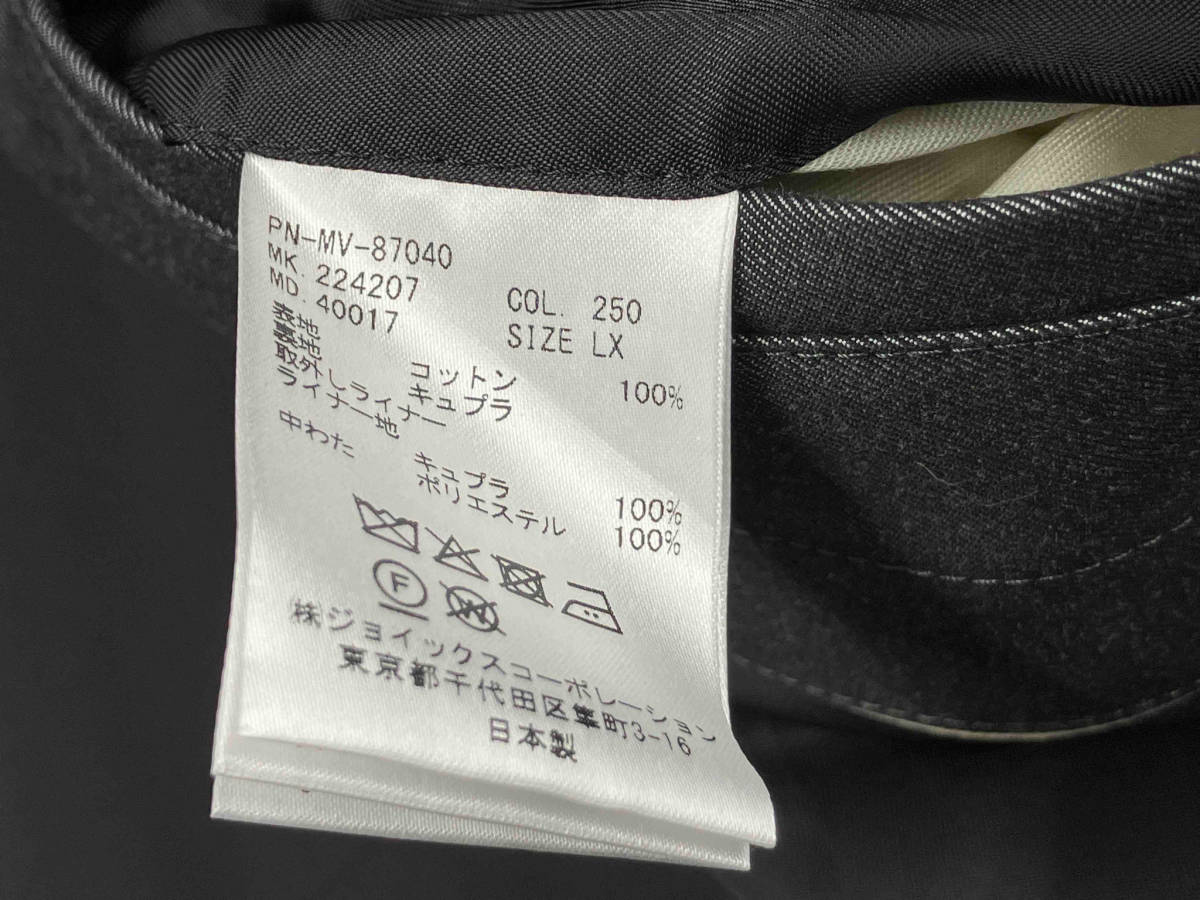 PN-MV-87040
MK. 224207
MD. 40017
COL. 250
SIZE LX
表地 コットン 100%
裏地 キュプラ
取外しライナー
ライナー地 キュプラ 100%
中わた ポリエステル 100%
F
W
株ジョイックスコーポレーション
東京都千代田区隼町3-16
日本製